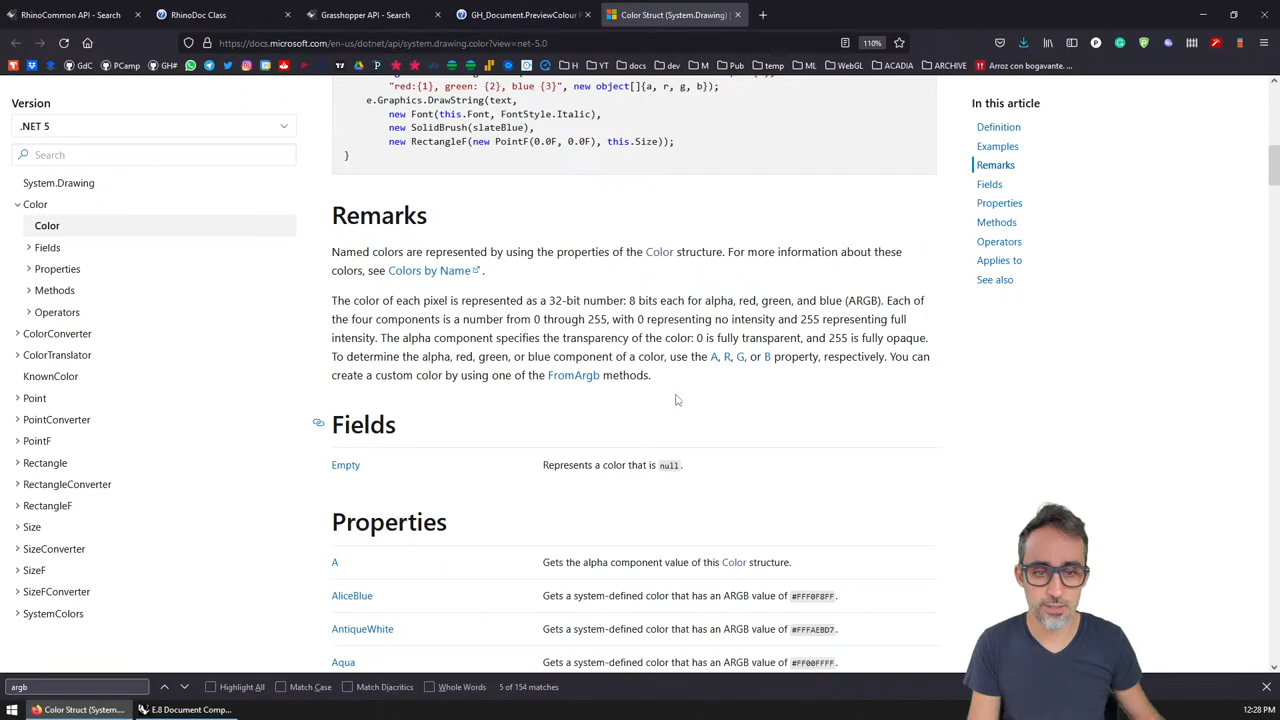 RhinoCommon API - Search
RhinoDoc Class
Grasshopper API - Search
GH_Document.PreviewColour P
Color Struct (System.Drawing)
https://docs.microsoft.com/en-us/dotnet/api/system.drawing.color?view=net-5.0
110%
GdC
PCamp
GH#
H
YT
docs
dev
M
Pub
temp
WL
WeblogUp
ACADIA
ARCHIVE
Arroz con bogavante. ...
Version
.NET 5
Search
System.Drawing
Color
Color
Fields
Properties
Methods
Operators
ColorConverter
ColorTranslator
KnownColor
Point
PointConverter
PointF
Rectangle
RectangleConverter
RectangleF
Size
SizeConverter
SizeF
SizeFConverter
SystemColors
"red:{1}, green: {2}, blue {3}", new object[]{a, r, g, b});
e.Graphics.DrawString(text,
new Font(this.Font, FontStyle.Italic),
new SolidBrush(slateBlue),
new RectangleF(new PointF(0.0F, 0.0F), this.Size));
}
Remarks
Named colors are represented by using the properties of the Color structure. For more information about these
colors, see Colors by Name .
The color of each pixel is represented as a 32-bit number: 8 bits each for alpha, red, green, and blue (ARGB). Each of
the four components is a number from 0 through 255, with 0 representing no intensity and 255 representing full
intensity. The alpha component specifies the transparency of the color: 0 is fully transparent, and 255 is fully opaque.
To determine the alpha, red, green, or blue component of a color, use the A, R, G, or B property, respectively. You can
create a custom color by using one of the FromArgb methods.
Fields
Empty Represents a color that is null.
Properties
A Gets the alpha component value of this Color structure.
AliceBlue Gets a system-defined color that has an ARGB value of #FFF0F8FF.
AntiqueWhite Gets a system-defined color that has an ARGB value of #FFFAEBD7.
Aqua Gets a system-defined color that has an ARGB value of #FF00FFFF.
In this article
Definition
Examples
Remarks
Fields
Properties
Methods
Operators
Applies to
See also
argb
Highlight All
Match Case
Match Diacritics
Whole Words
5 of 154 matches
Color Struct (System....
E.8 Document Comp...
12:28 PM